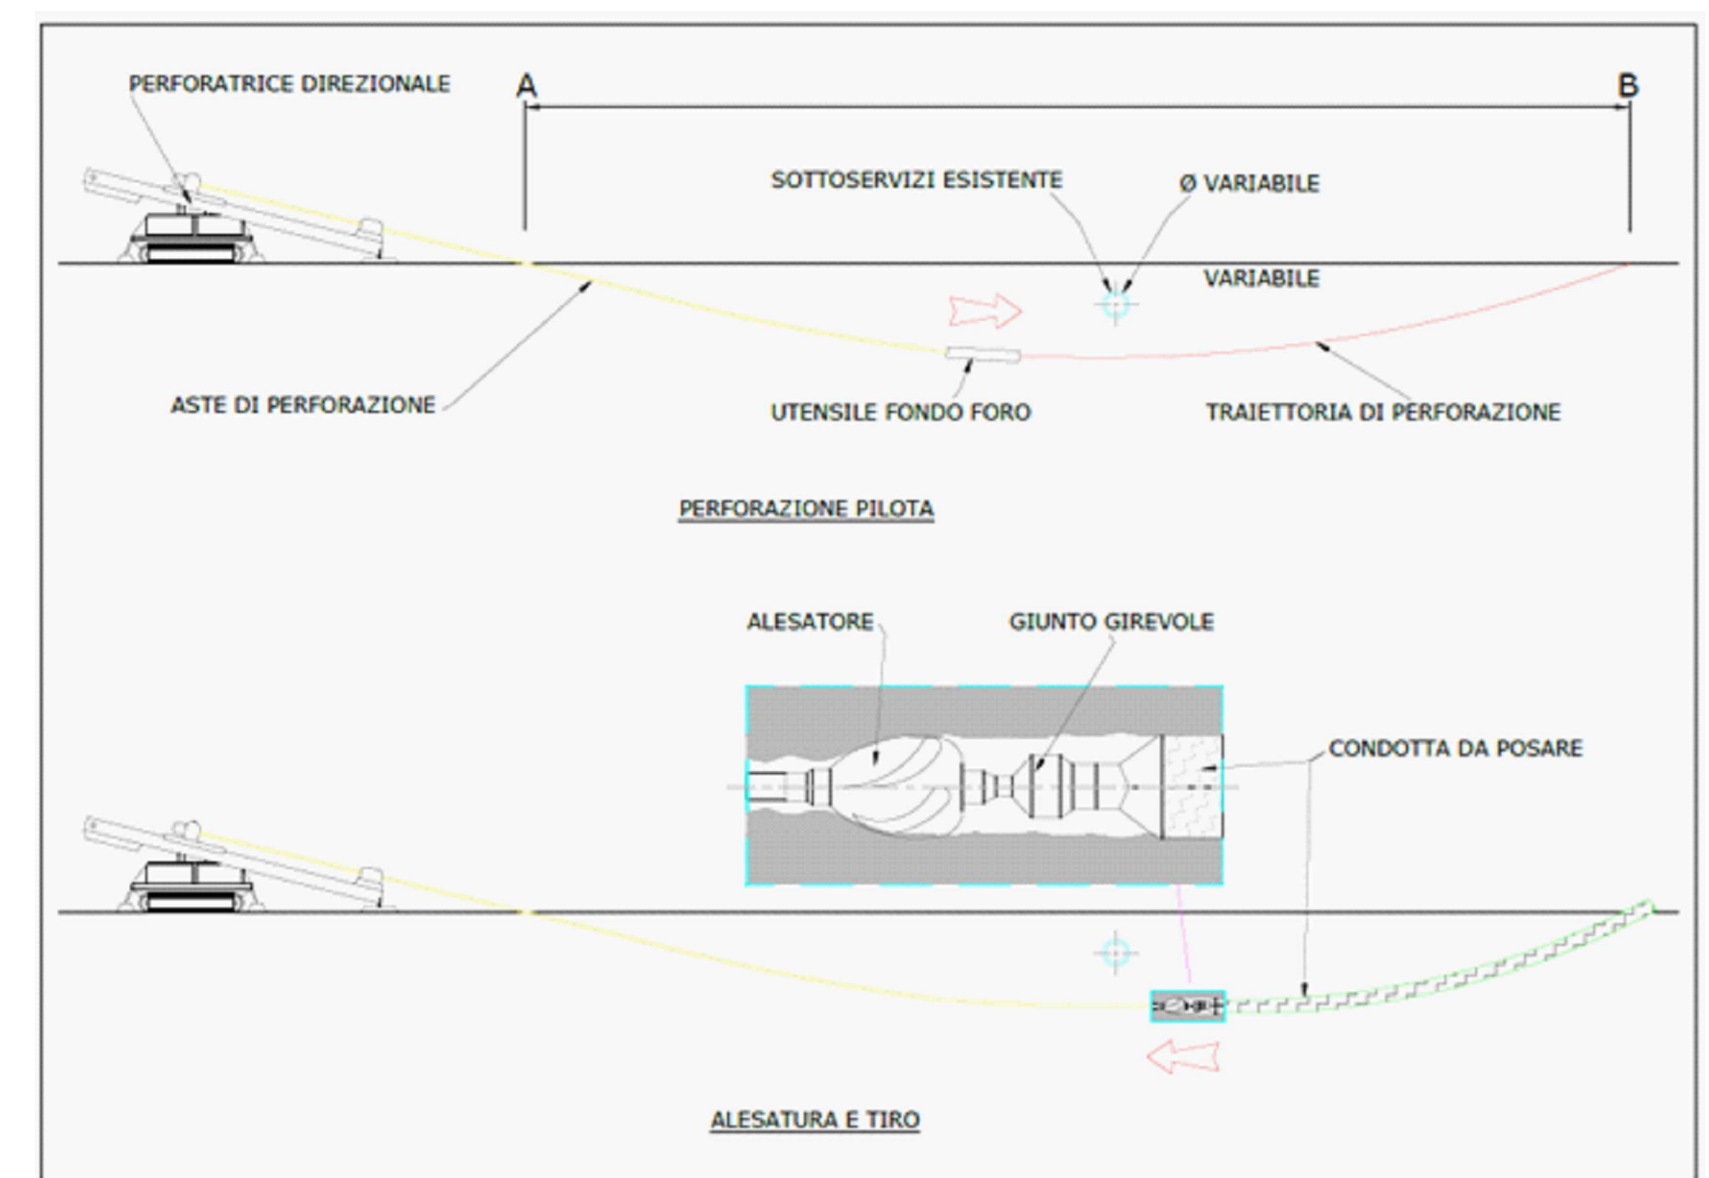 PERFORATRICE DIREZIONALE
A
B
SOTTOSERVIZI ESISTENTE
Ø VARIABILE
VARIABILE
ASTE DI PERFORAZIONE
UTENSILE FONDO FORO
TRAIETTORIA DI PERFORAZIONE
PERFORAZIONE PILOTA
ALESATORE
GIUNTO GIREVOLE
CONDOTTA DA POSARE
ALESATURA E TIRO